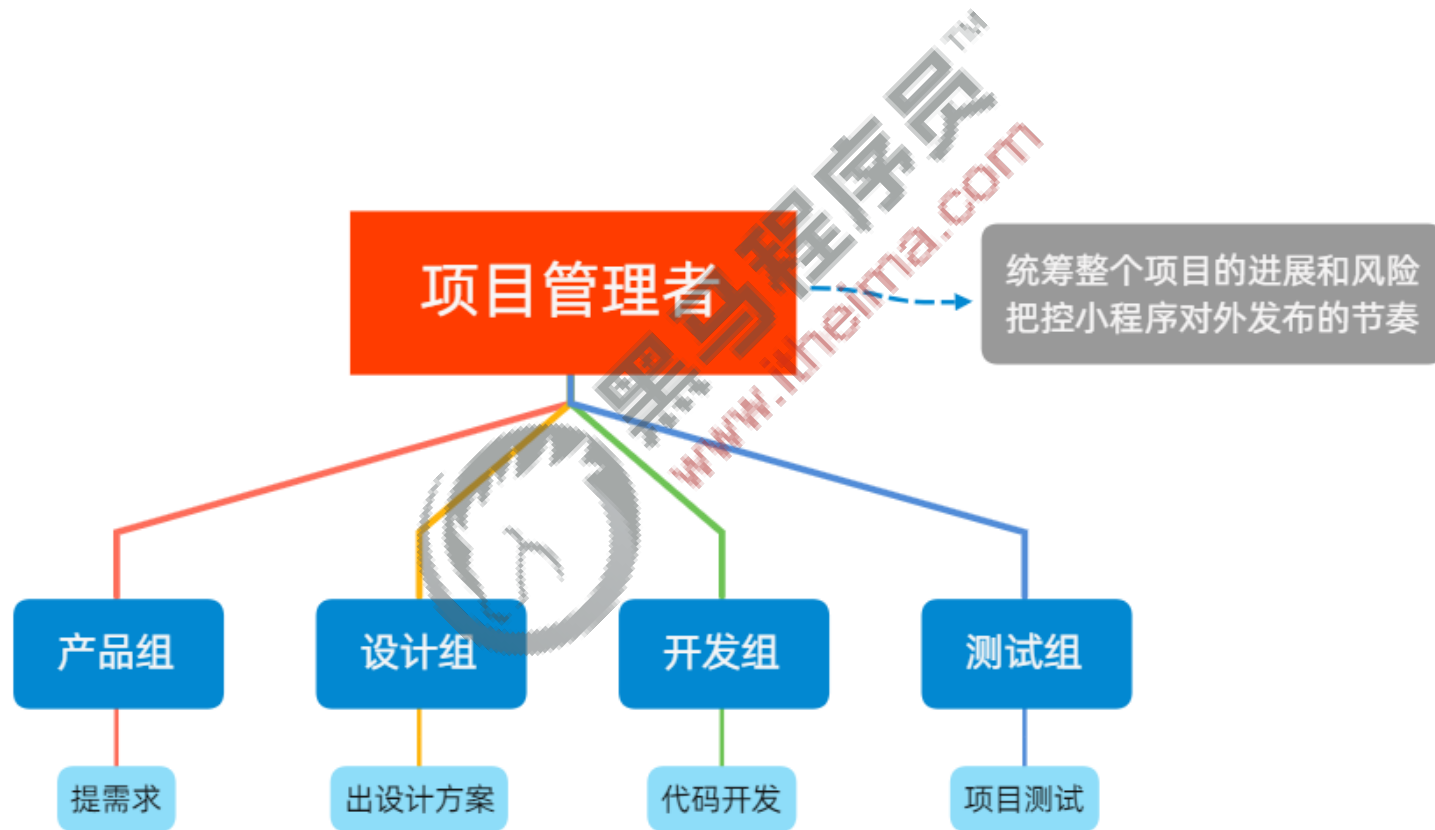 黑马程序员™
www.itheima.com
项目管理者
统筹整个项目的进展和风险
把控小程序对外发布的节奏
产品组
设计组
开发组
测试组
提需求
出设计方案
代码开发
项目测试